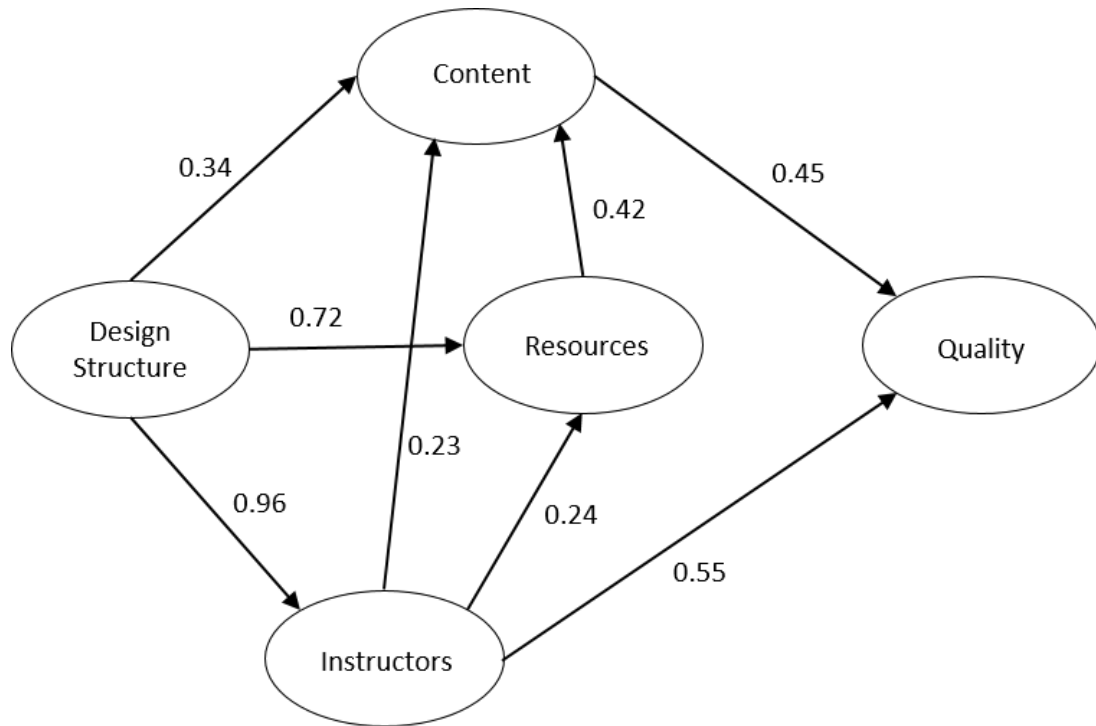 Content
0.34
0.45
0.42
Design
Structure
0.72
Resources
Quality
0.23
0.96
0.24
0.55
Instructors